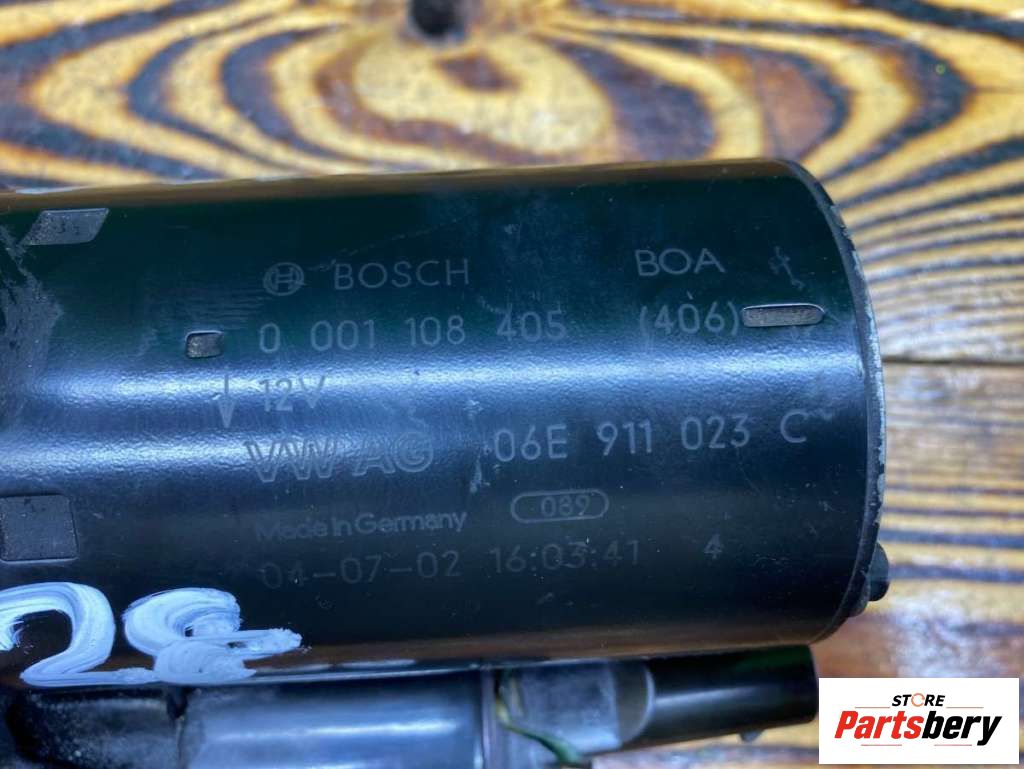 BOSCH BOA
0 001 108 405 (406)
12V
VW AG 06E 911 023 C
Made in Germany 089
04-07-02 16:03:41 4
STORE
Partsbery